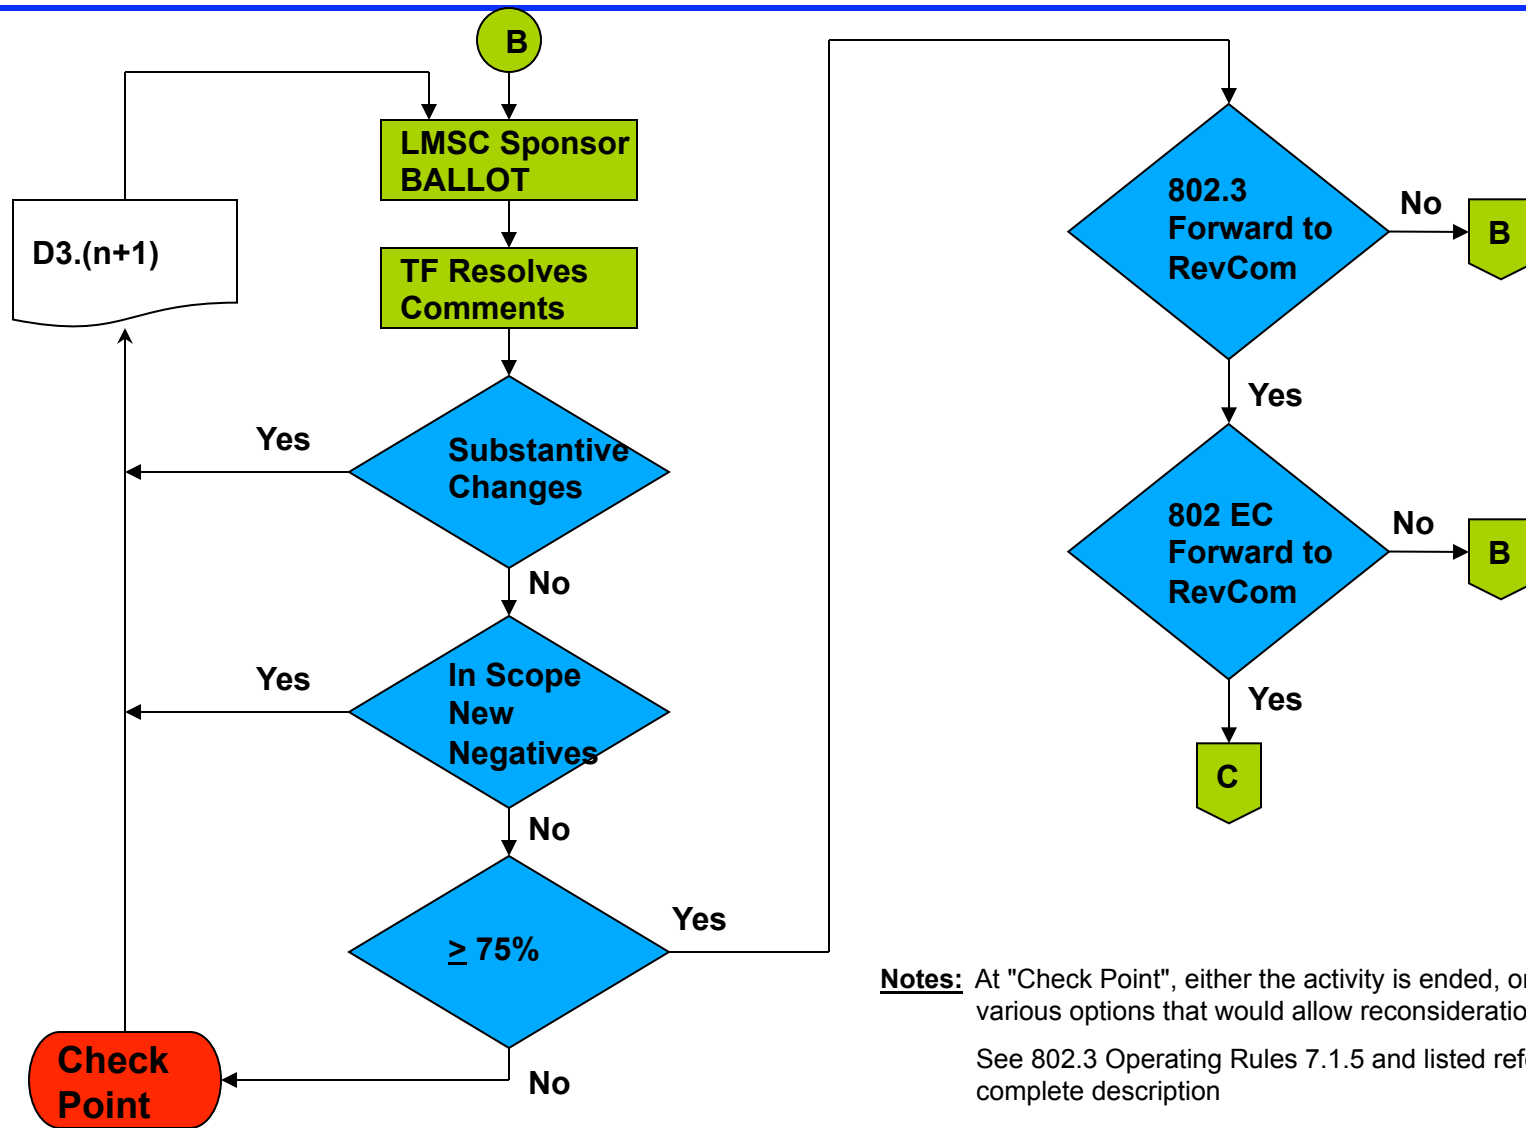 B
LMSC Sponsor
BALLOT
D3.(n+1)
TF Resolves
Comments
Yes
Substantive
Changes
No
Yes
In Scope
New
Negatives
No
≥ 75%
Yes
No
Check
Point
802.3
Forward to
RevCom
No
B
Yes
802 EC
Forward to
RevCom
No
B
Yes
C
Notes: At "Check Point", either the activity is ended, or
various options that would allow
See 802.3 Operating Rules 7.1.5 and listed
complete description